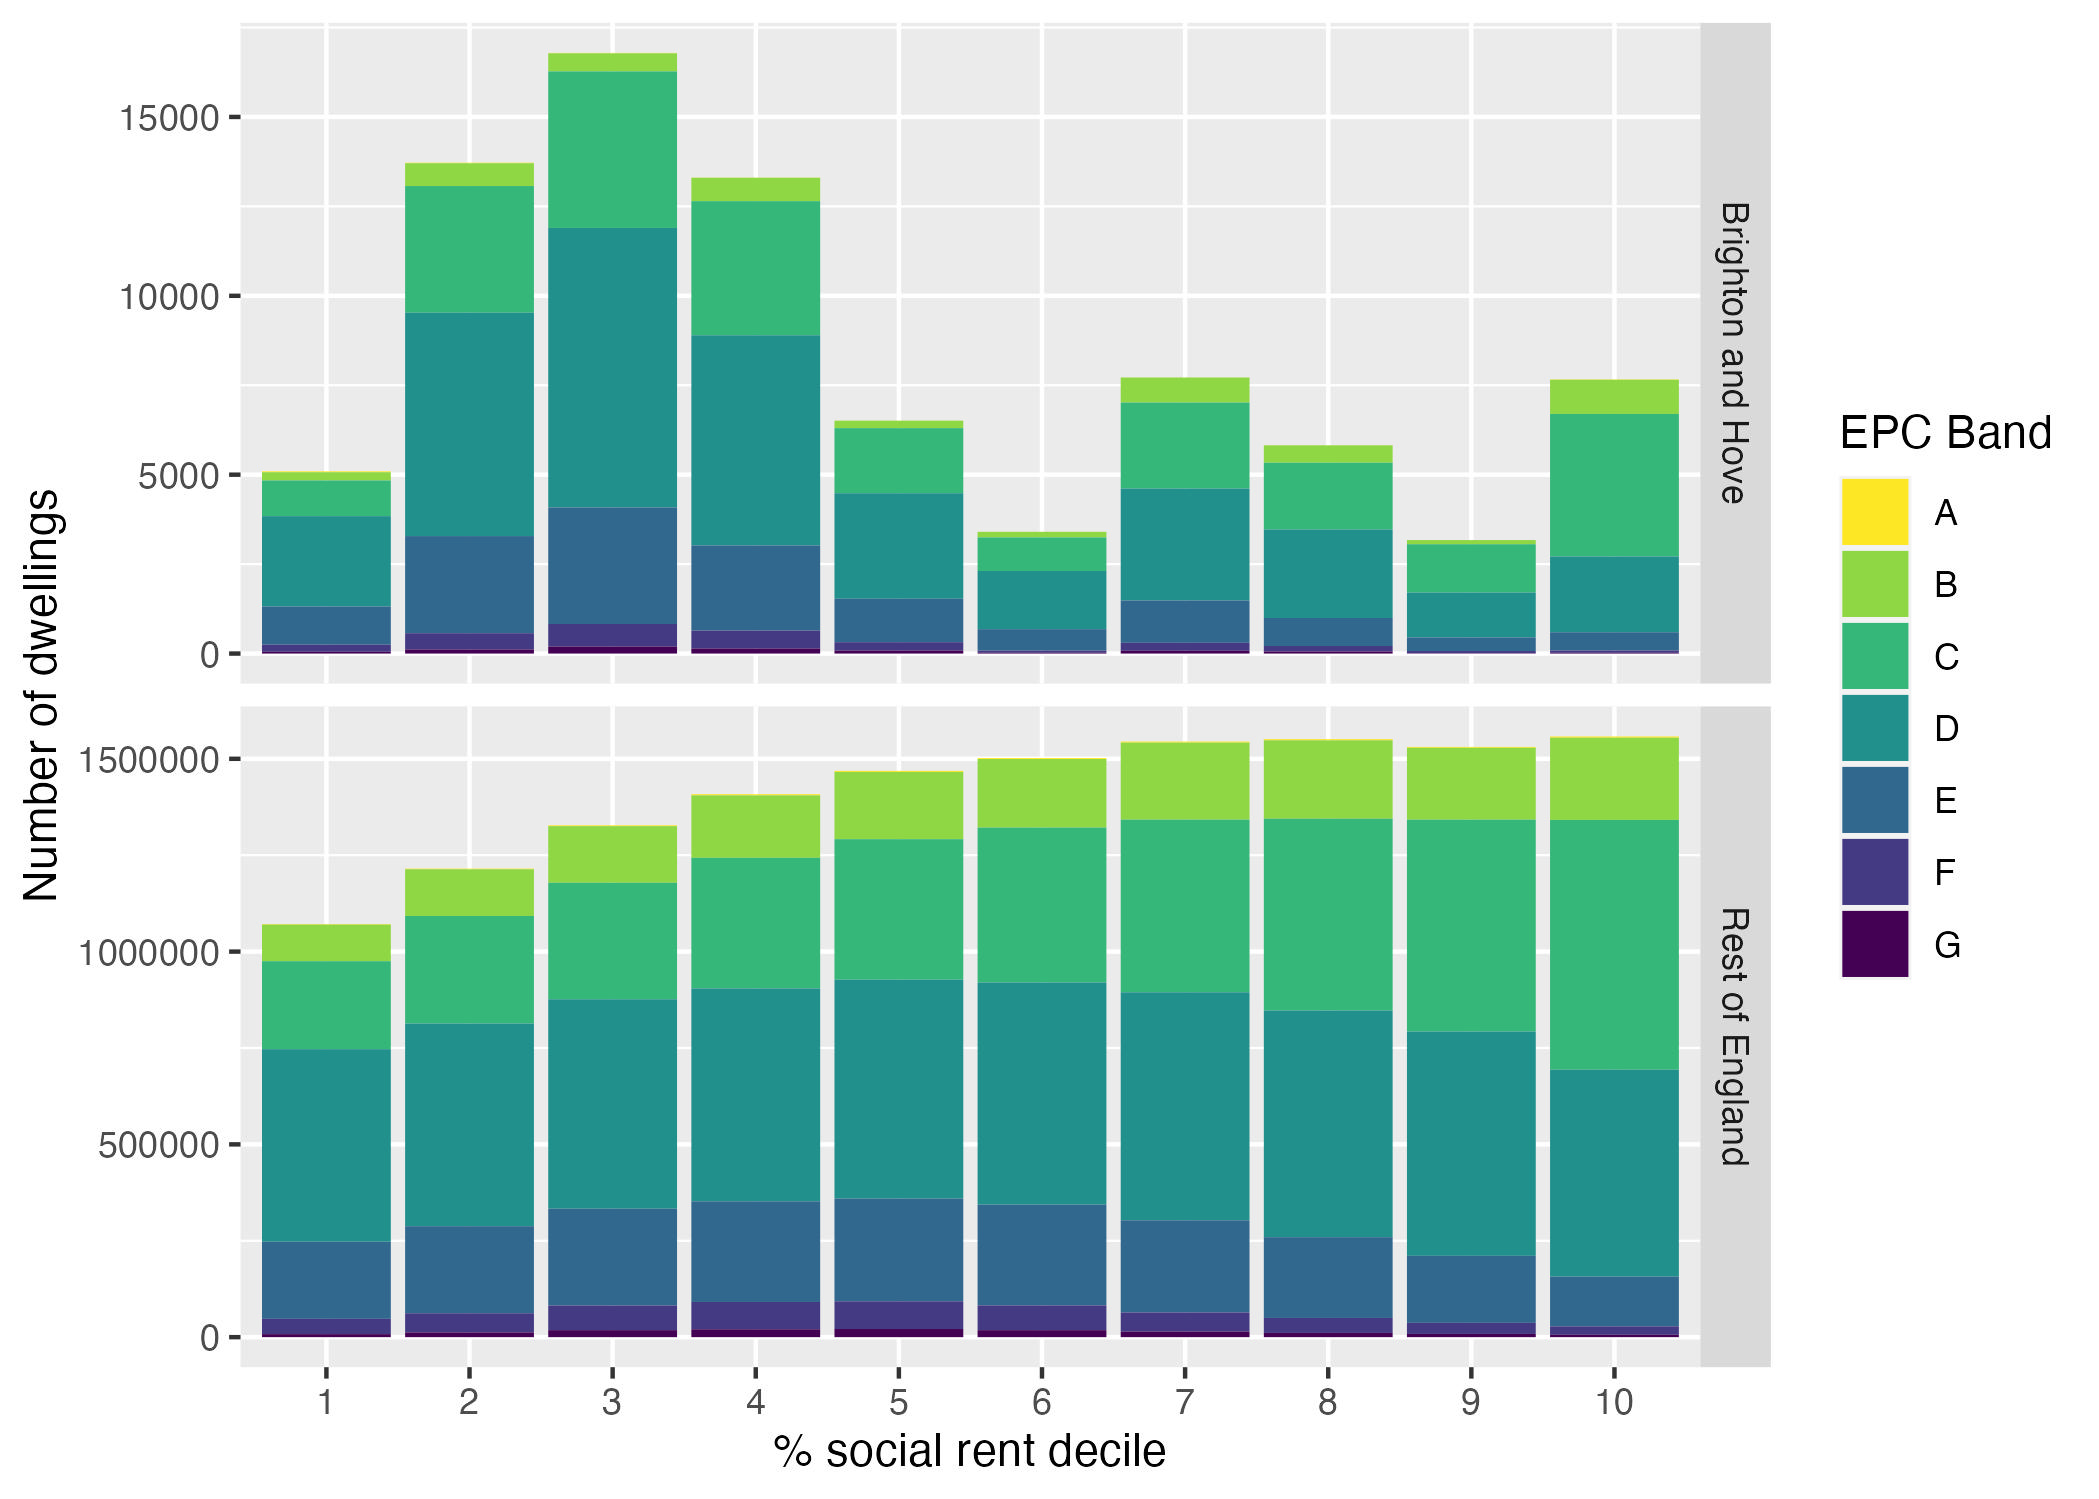 Number of dwellings
15000
10000
5000
0
Brighton and Hove
1500000
1000000
500000
0
Rest of England
1 2 3 4 5 6 7 8 9 10
% social rent decile
EPC Band
A
B
C
D
E
F
G